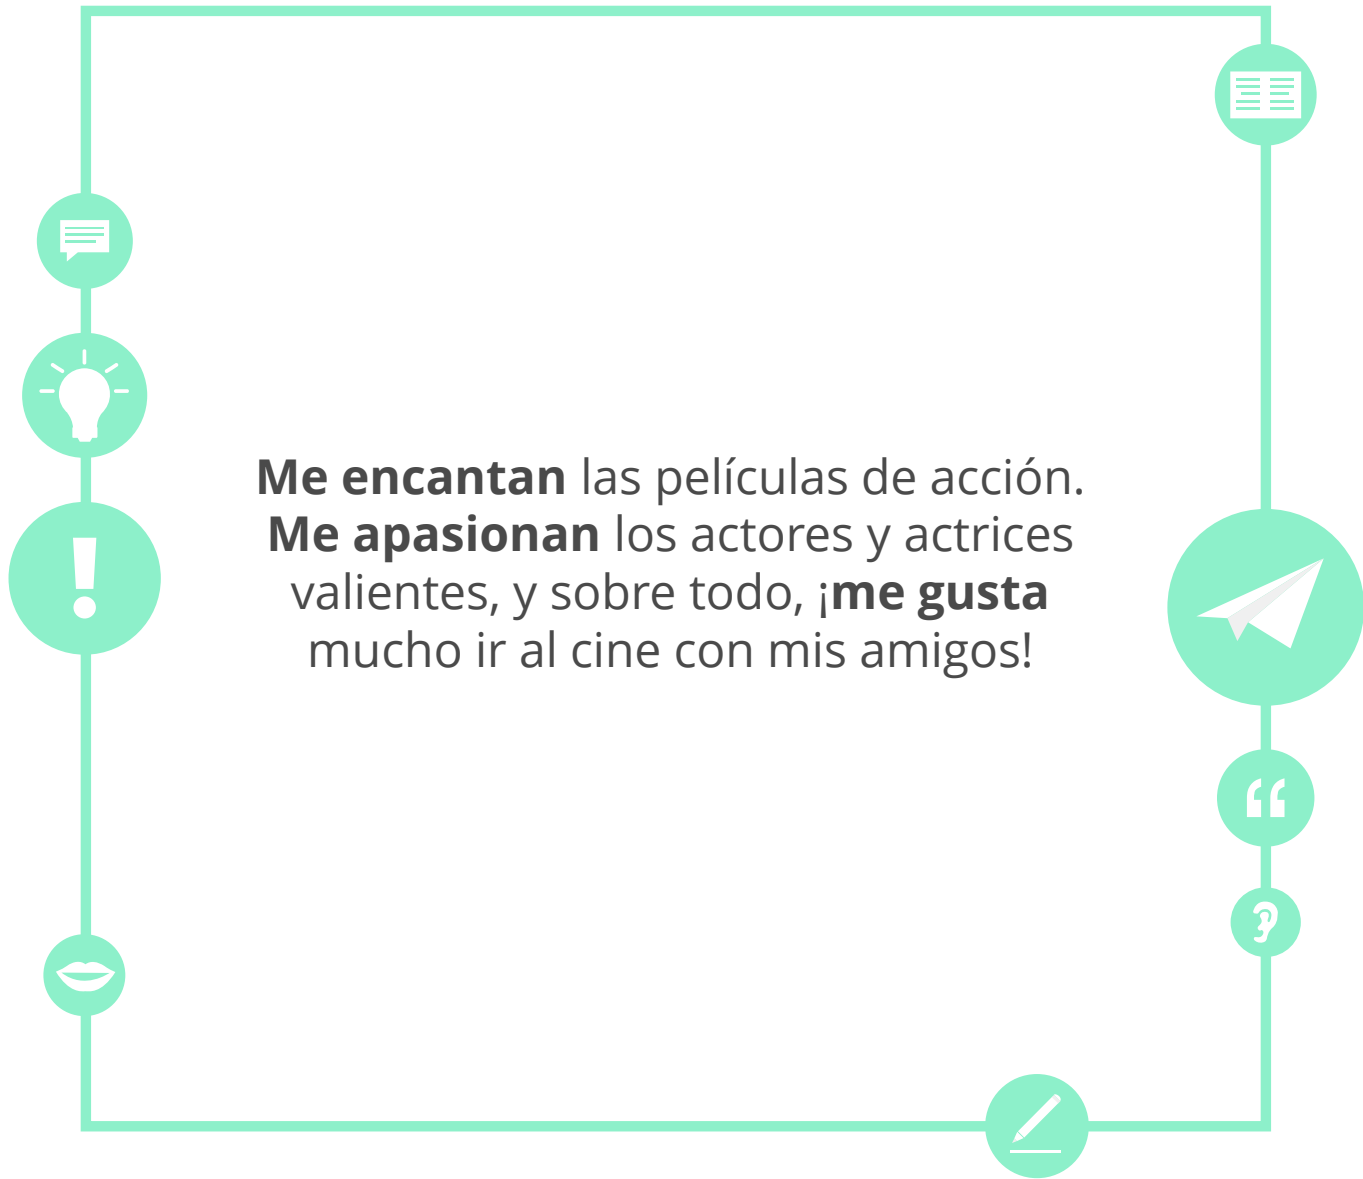 Me encantan las películas de acción.
Me apasionan los actores y actrices
valientes, y sobre todo, ¡me gusta
mucho ir al cine con mis amigos!